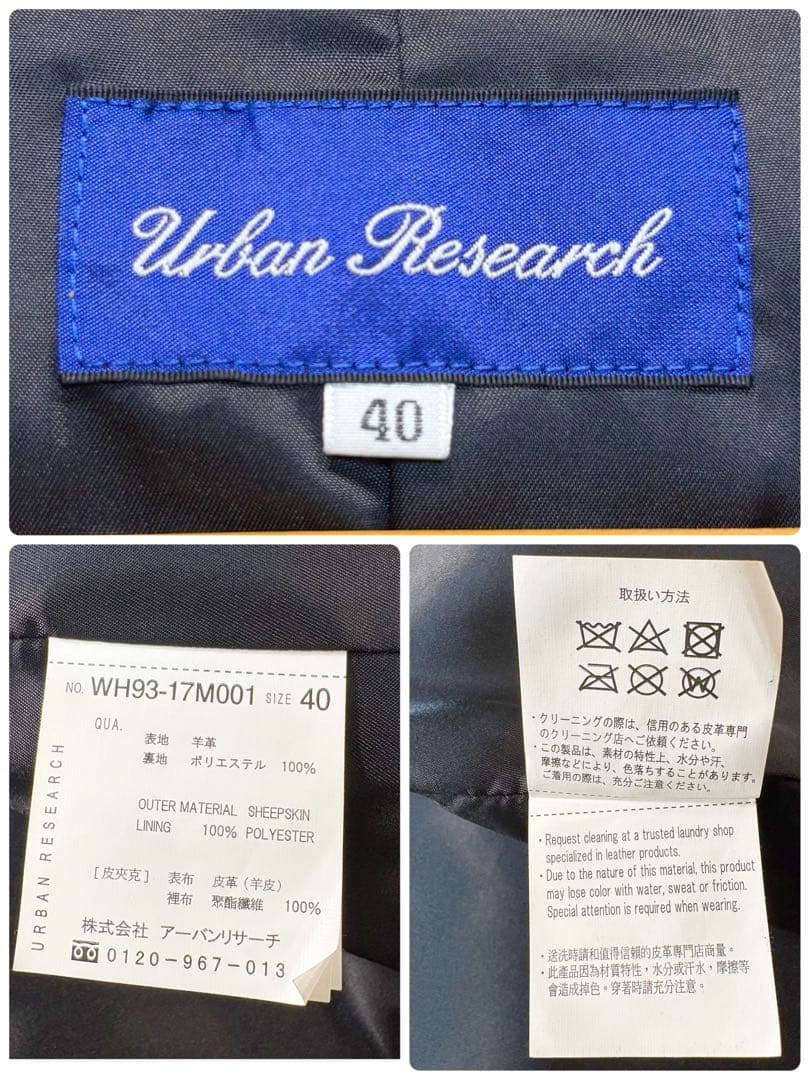 Urban Research
40
NO. WH93-17M001 SIZE 40
QUA.
表地 羊革
裏地 ポリエステル 100%
OUTER MATERIAL SHEEPSKIN
LINING 100% POLYESTER
[皮夾克] 表布 皮革(羊皮)
裡布 聚酯纖維 100%
株式会社 アーバンリサーチ
0120-967-013
URBAN RESEARCH
取扱い方法
・クリーニングの際は、信用のある皮革専門
のクリーニング店へご依頼ください。
・この製品は、素材の特性上、水分や汗、
摩擦などにより、色落ちすることがあります。
ご着用の際は、充分ご注意ください。
・Request cleaning at a trusted laundry shop
specialized in leather products.
・Due to the nature of this material, this product
may lose color with water, sweat or friction.
Special attention is required when wearing.
・送洗時請和值得信賴的皮革專門店商量。
・此產品因為材質特性，水分或汗水，摩擦等
會造成掉色。穿著時請充分注意。